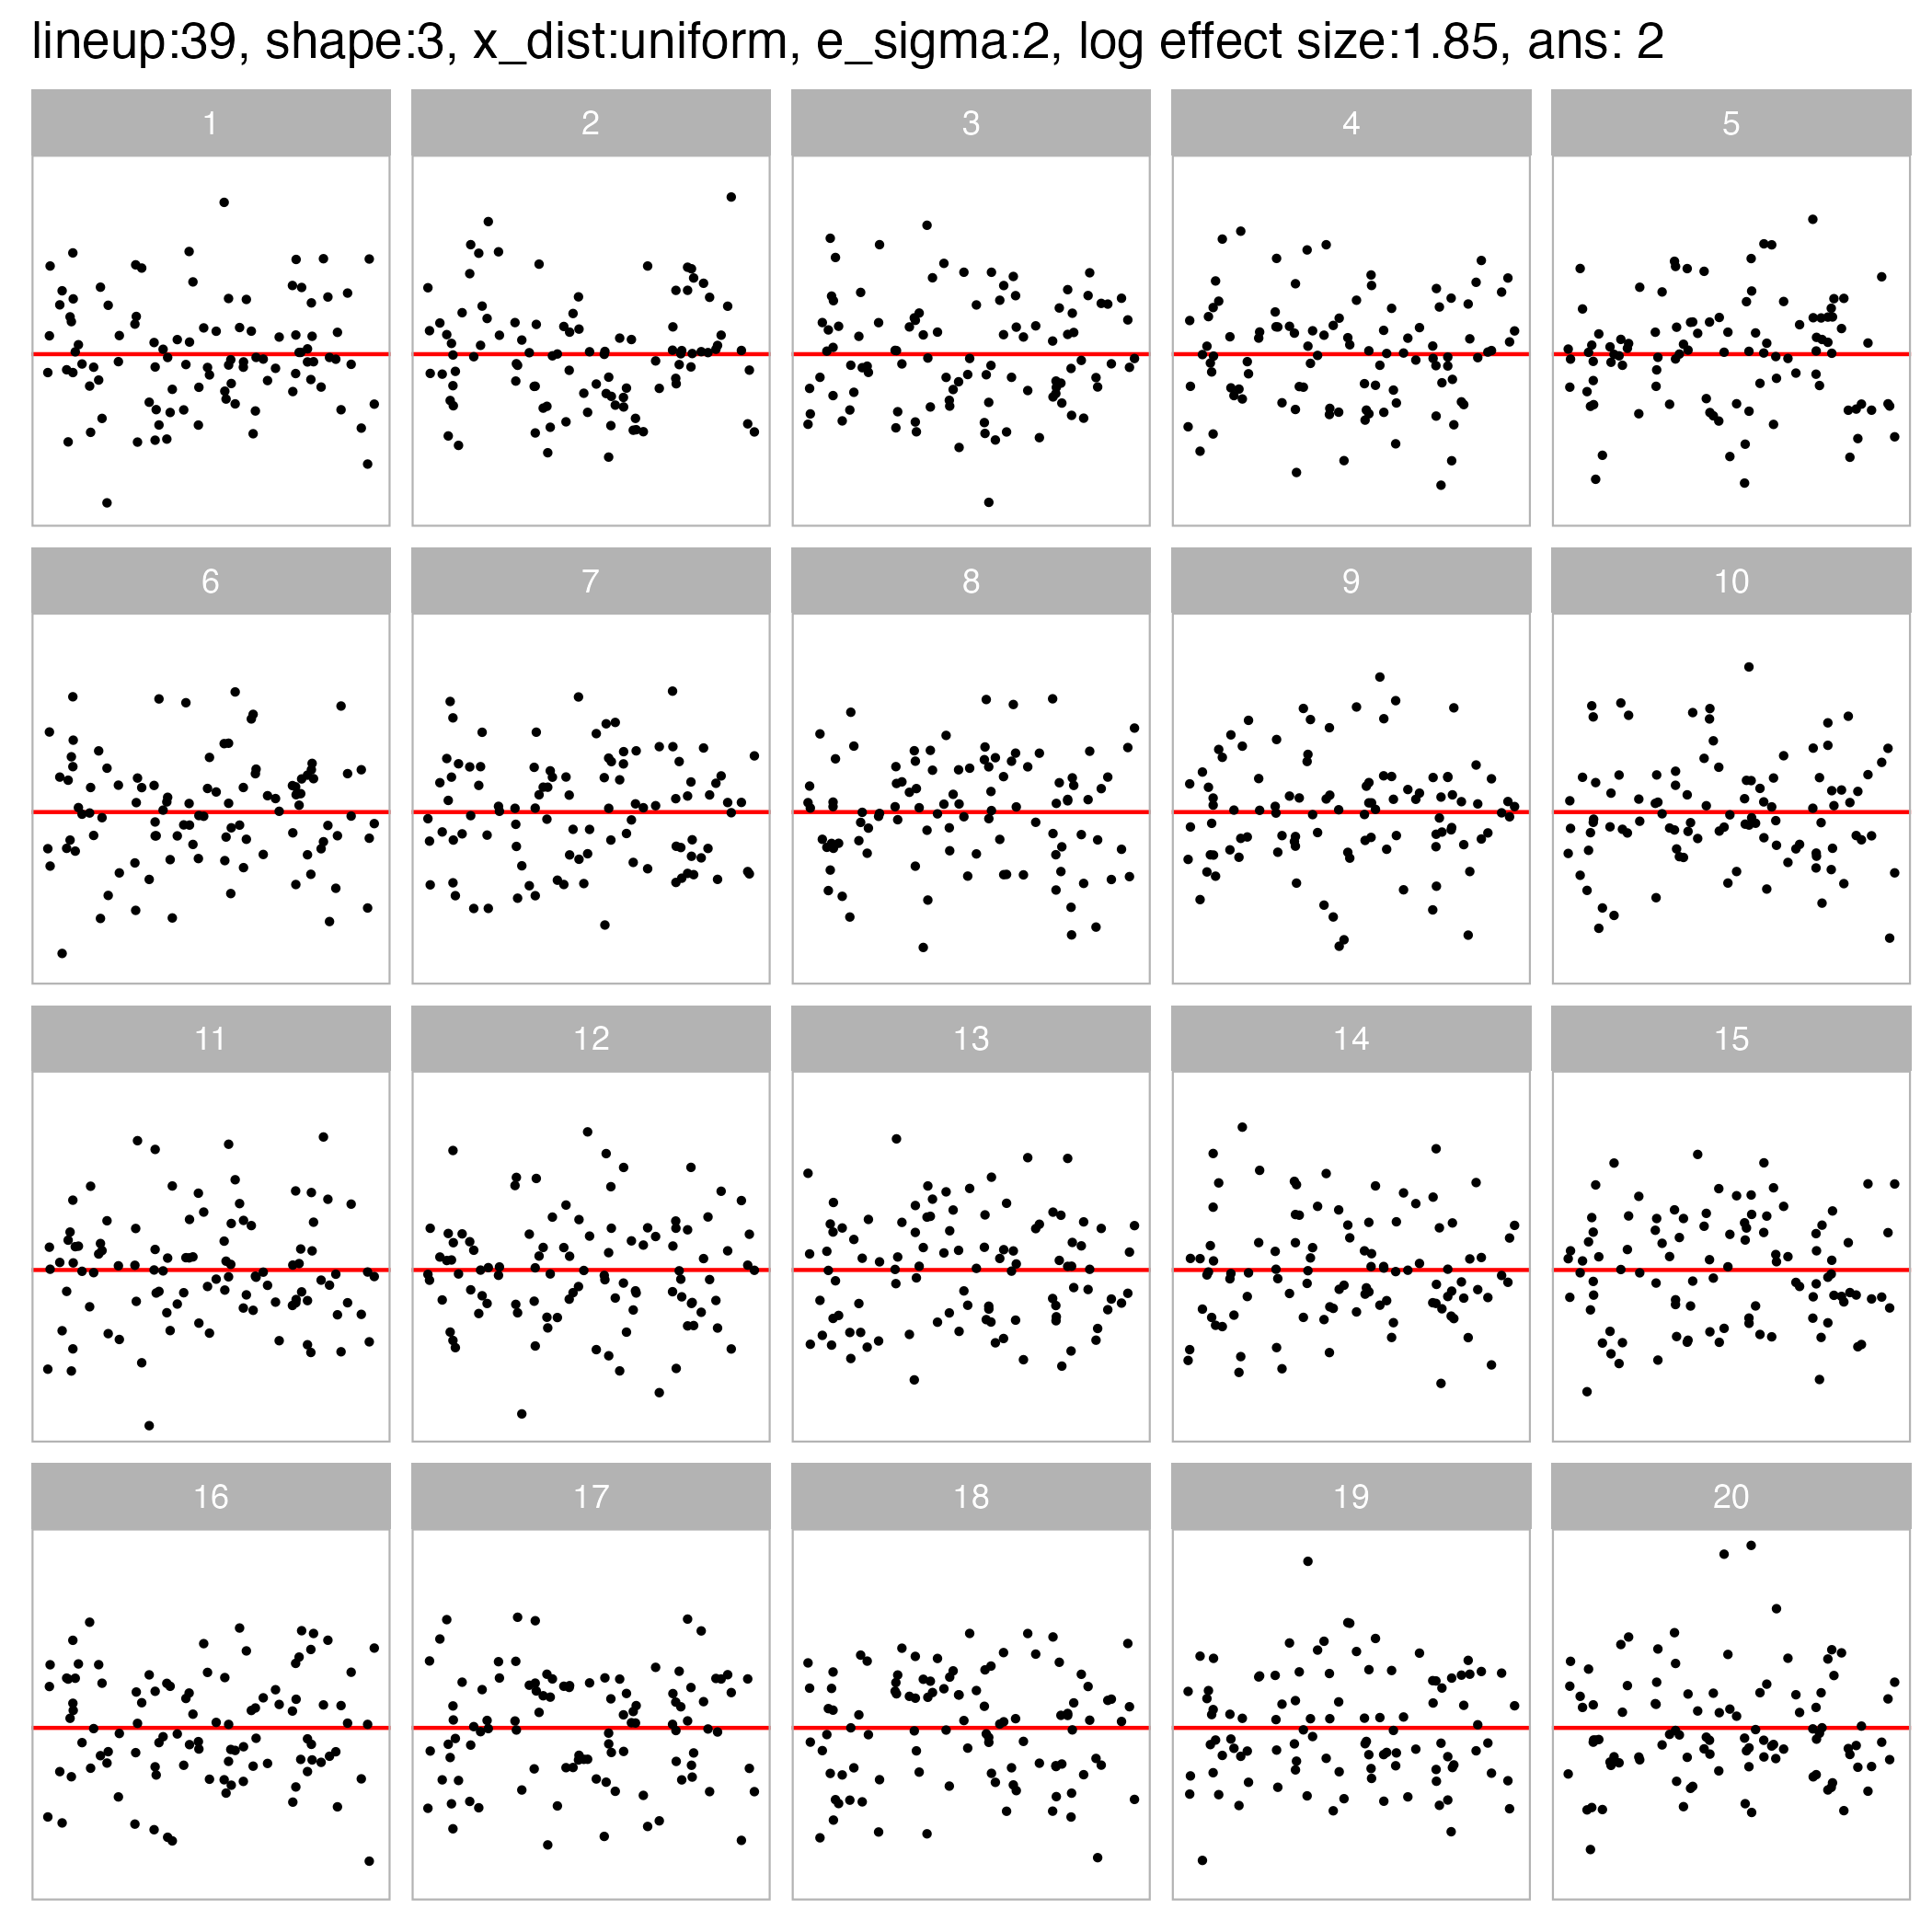 lineup:39, shape:3, x_dist:uniform, e_sigma:2, log effect size:1.85, ans: 2
1 2 3 4 5
6 7 8 9 10
11 12 13 14 15
16 17 18 19 20